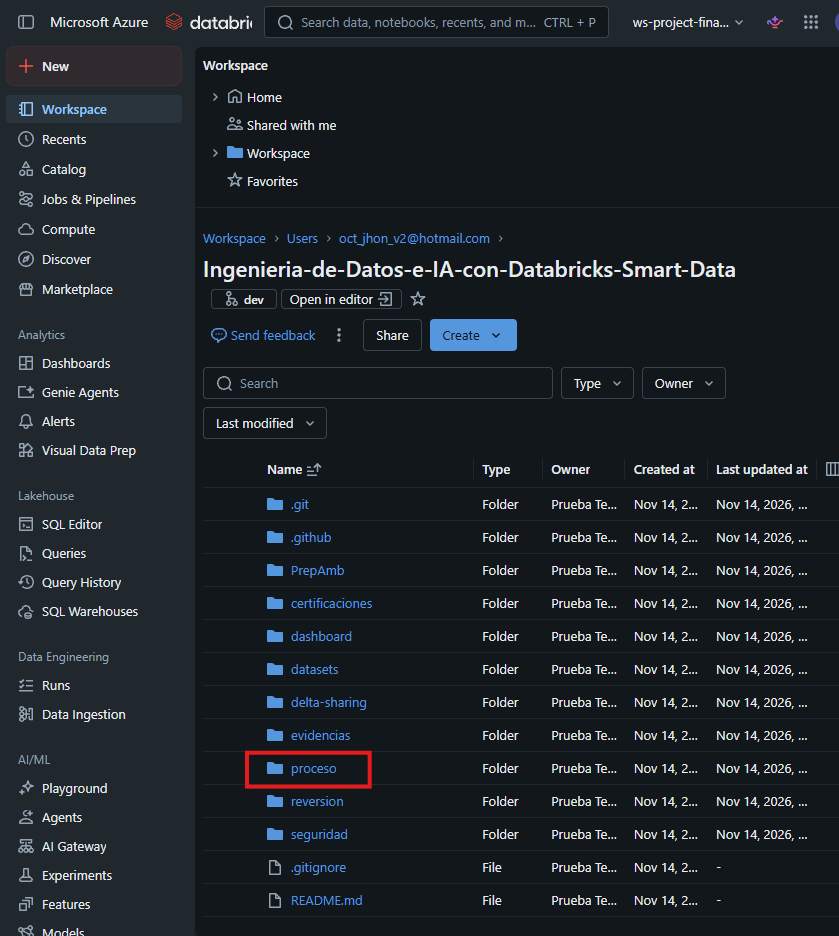 Microsoft Azure databri Search data, notebooks, recents, and m... CTRL + P ws-project-fina...
New
Workspace
Recents
Catalog
Jobs & Pipelines
Compute
Discover
Marketplace
Analytics
Dashboards
Genie Agents
Alerts
Visual Data Prep
Lakehouse
SQL Editor
Queries
Query History
SQL Warehouses
Data Engineering
Runs
Data Ingestion
AI/ML
Playground
Agents
AI Gateway
Experiments
Features
Models
Workspace
Home
Shared with me
Workspace
Favorites
Workspace > Users > oct_jhon_v2@hotmail.com >
Ingenieria-de-Datos-e-IA-con-Databricks-Smart-Data
dev Open in editor
Send feedback Share Create
Search Type Owner
Last modified
Name Type Owner Created at Last updated at
.git Folder Prueba Te... Nov 14, 2... Nov 14, 2026, ...
.github Folder Prueba Te... Nov 14, 2... Nov 14, 2026, ...
PrepAmb Folder Prueba Te... Nov 14, 2... Nov 14, 2026, ...
certificaciones Folder Prueba Te... Nov 14, 2... Nov 14, 2026, ...
dashboard Folder Prueba Te... Nov 14, 2... Nov 14, 2026, ...
datasets Folder Prueba Te... Nov 14, 2... Nov 14, 2026, ...
delta-sharing Folder Prueba Te... Nov 14, 2... Nov 14, 2026, ...
evidencias Folder Prueba Te... Nov 14, 2... Nov 14, 2026, ...
proceso Folder Prueba Te... Nov 14, 2... Nov 14, 2026, ...
reversion Folder Prueba Te... Nov 14, 2... Nov 14, 2026, ...
seguridad Folder Prueba Te... Nov 14, 2... Nov 14, 2026, ...
.gitignore File Prueba Te... Nov 14, 2... -
README.md File Prueba Te... Nov 14, 2... -